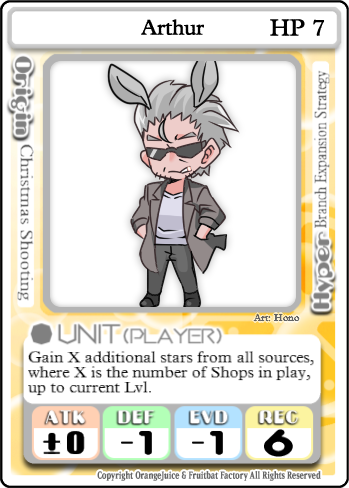 Arthur HP 7
Origin Christmas Shooting
Hyper Branch Expansion Strategy
Art: Hono
UNIT(PLAYER)
Gain X additional stars from all sources,
where X is the number of Shops in play,
up to current Lvl.
ATK DEF EVD REC
±0 -1 -1 6
Copyright OrangeJuice & Fruitbat Factory All Rights Reserved